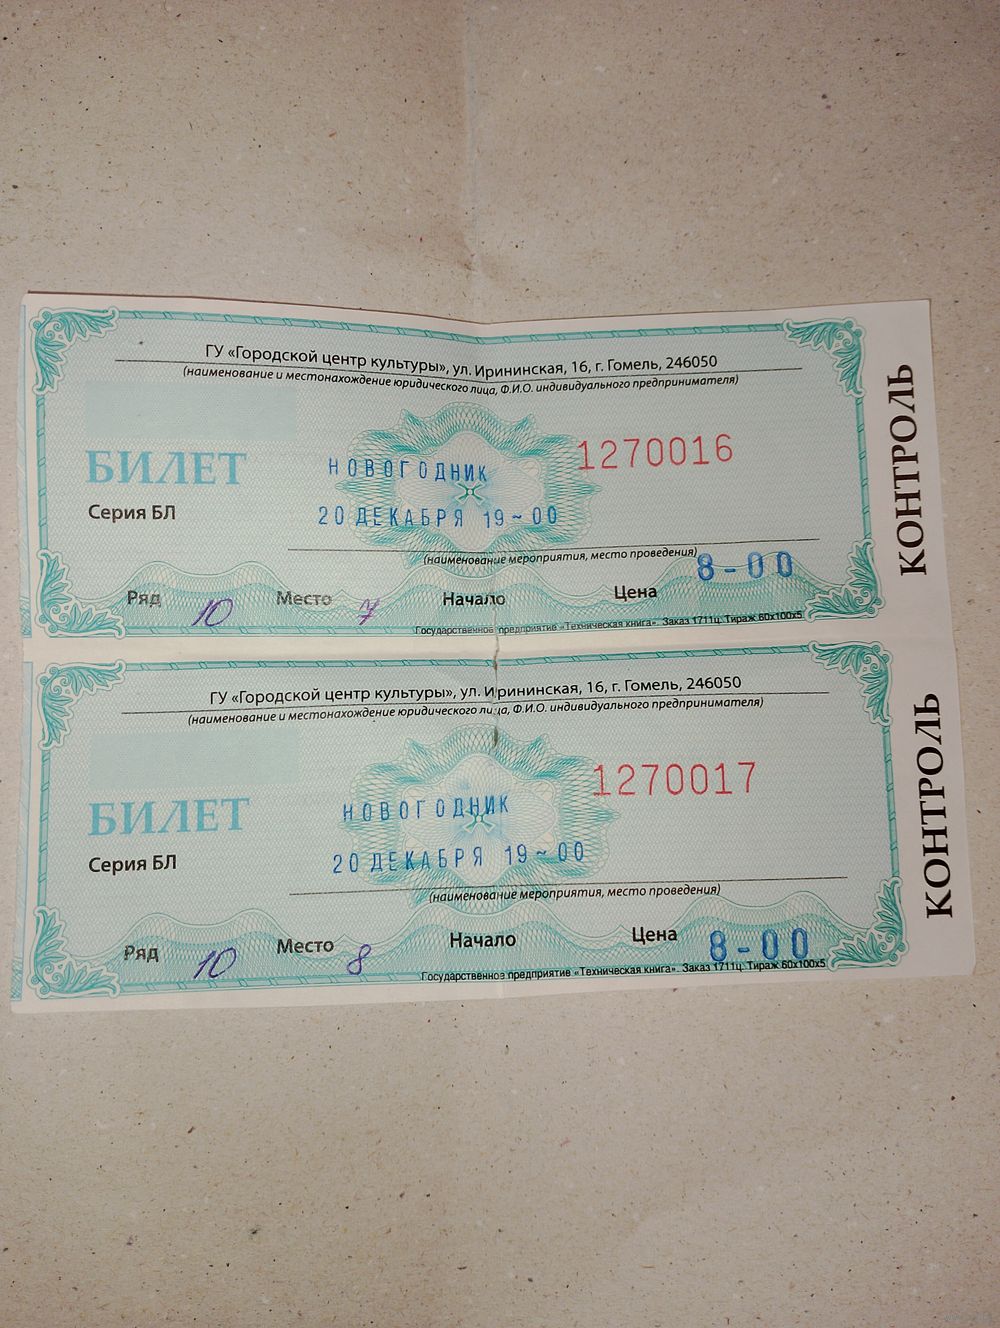 ГУ «Городской центр культуры», ул. Ирининская, 16, г. Гомель, 246050
(наименование и местонахождение юридического лица, Ф.И.О. индивидуального предпринимателя)
БИЛЕТ
НОВОГОДНИК
1270016
Серия БЛ
20 ДЕКАБРЯ 19~00
(наименование мероприятия, место проведения)
Ряд 10 Место 7 Начало Цена 8-00
Государственное предприятие «Техническая книга». Заказ 1711ц. Тираж 60х100х5
КОНТРОЛЬ
ГУ «Городской центр культуры», ул. Ирининская, 16, г. Гомель, 246050
(наименование и местонахождение юридического лица, Ф.И.О. индивидуального предпринимателя)
БИЛЕТ
НОВОГОДНИК
1270017
Серия БЛ
20 ДЕКАБРЯ 19~00
(наименование мероприятия, место проведения)
Ряд 10 Место 8 Начало Цена 8-00
Государственное предприятие «Техническая книга». Заказ 1711ц. Тираж 60х100х5
КОНТРОЛЬ